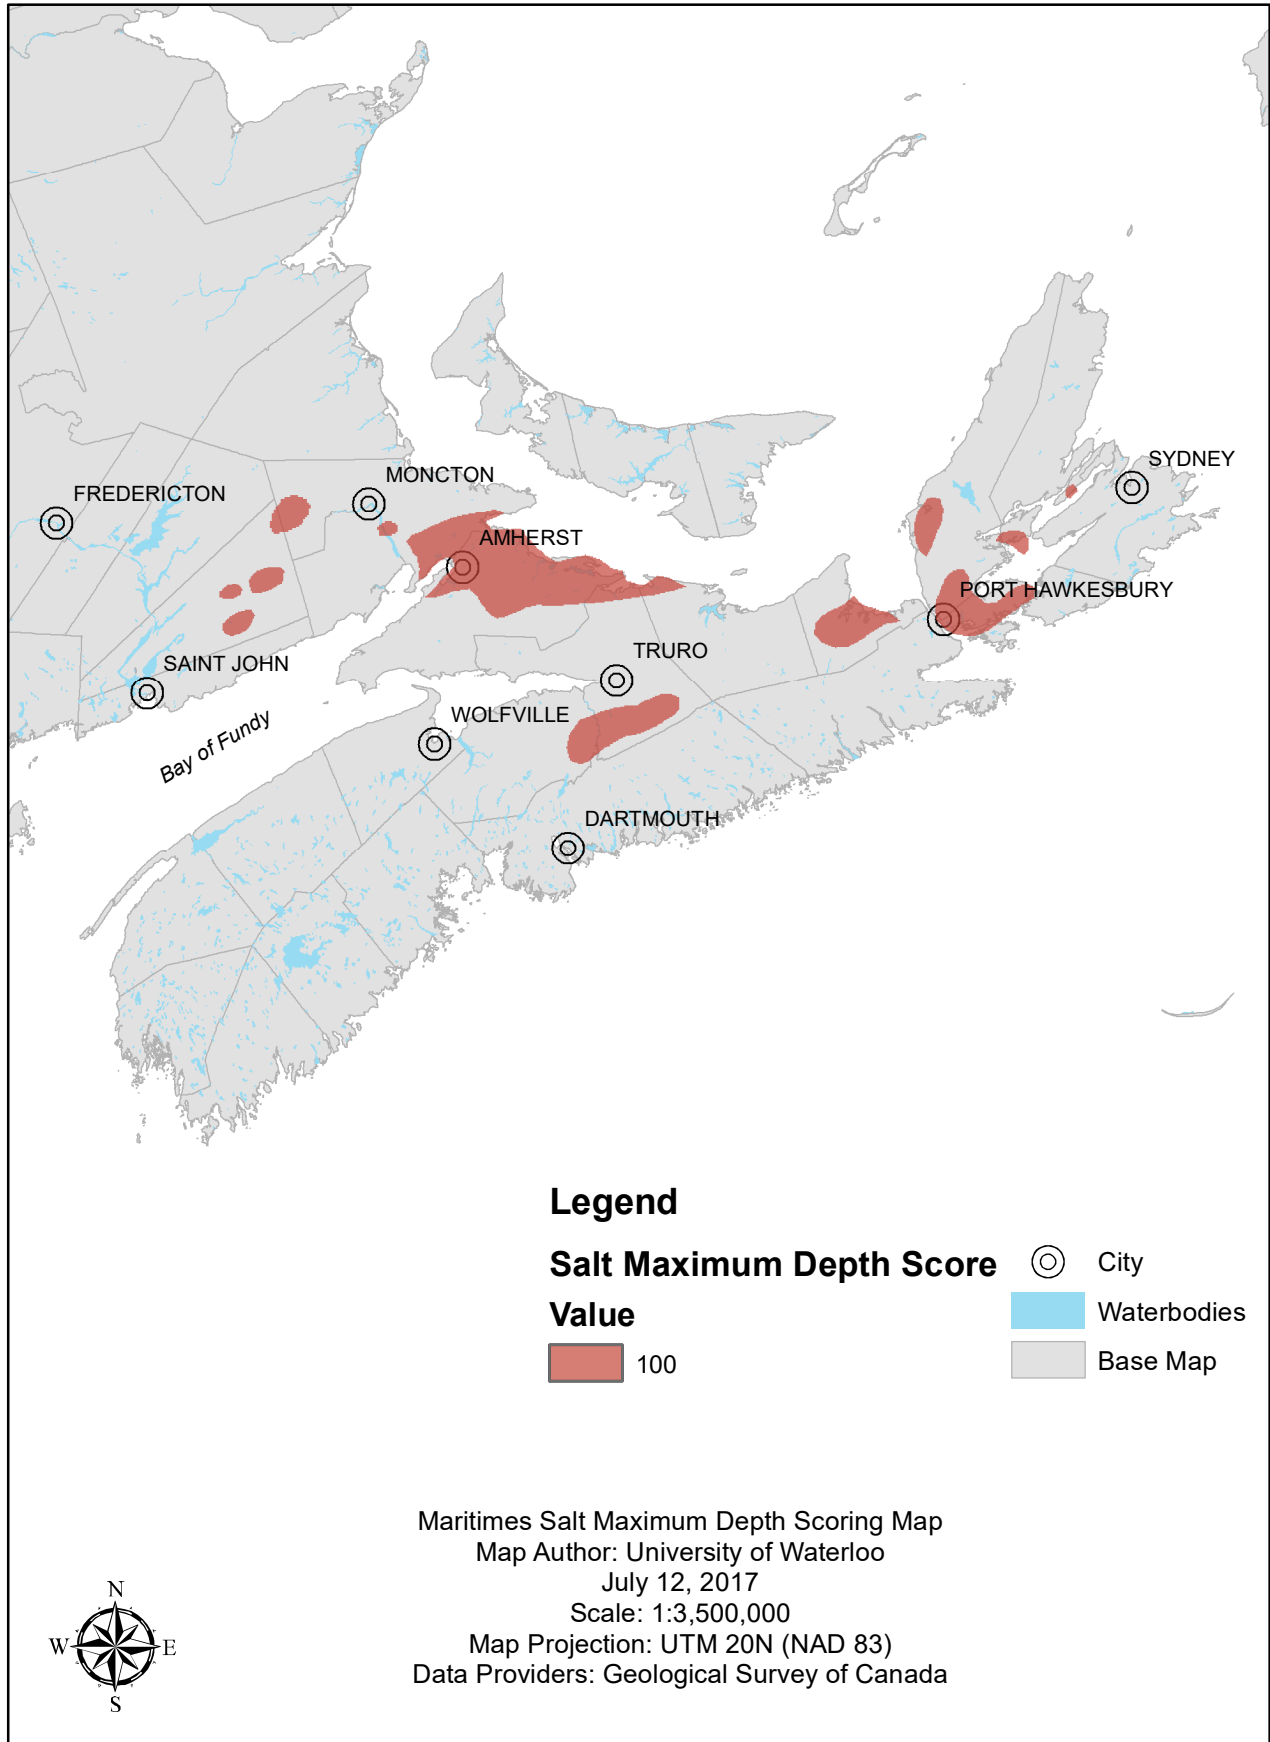 SYDNEY
MONCTON
FREDERICTON
AMHERST
PORT HAWKESBURY
TRURO
SAINT JOHN
WOLFVILLE
Bay of Fundy
DARTMOUTH
Legend
Salt Maximum Depth Score
Value
100
City
Waterbodies
Base Map
Maritimes Salt Maximum Depth Scoring Map
Map Author: University of Waterloo
July 12, 2017
Scale: 1:3,500,000
Map Projection: UTM 20N (NAD 83)
Data Providers: Geological Survey of Canada
N
W E
S